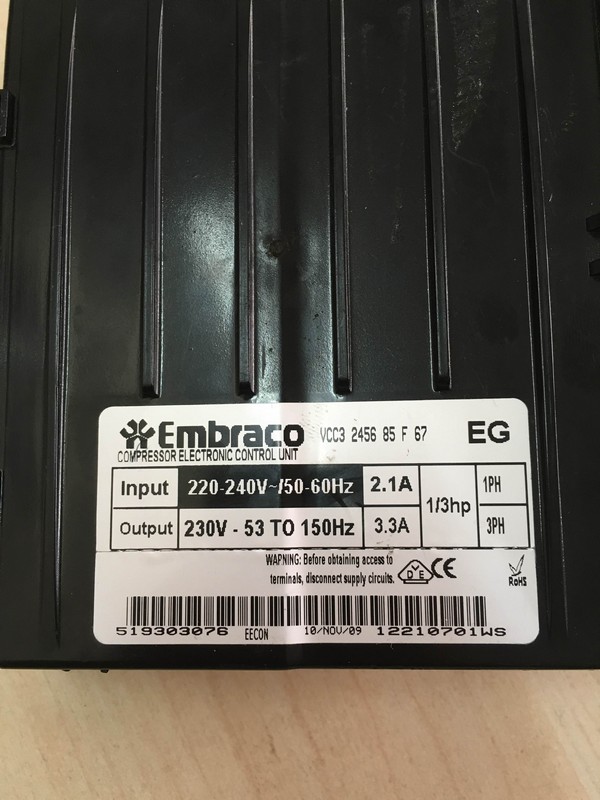 Embraco VCC3 2456 85 F 67 EG
COMPRESSOR ELECTRONIC CONTROL UNIT
Input 220-240V~/50-60Hz 2.1A 1/3hp 1PH
Output 230V - 53 TO 150Hz 3.3A 3PH
WARNING: Before obtaining access to
terminals, disconnect supply circuits. VDE CE RoHS
519303076 EECON 10/NOV/09 12210701WS